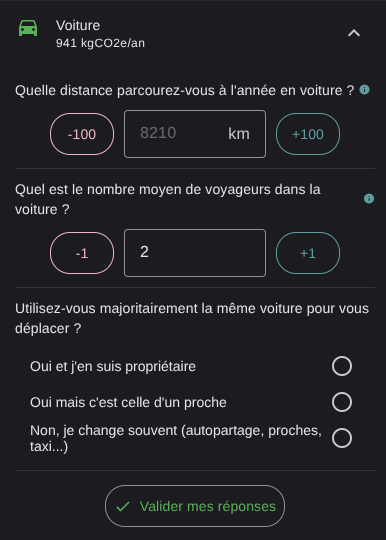 Voiture
941 kgCO2e/an
Quelle distance parcourez-vous à l'année en voiture ?
-100
8210 km
+100
Quel est le nombre moyen de voyageurs dans la
voiture ?
-1
2
+1
Utilisez-vous majoritairement la même voiture pour vous
déplacer ?
Oui et j'en suis propriétaire
Oui mais c'est celle d'un proche
Non, je change souvent (autopartage, proches,
taxi...)
Valider mes réponses